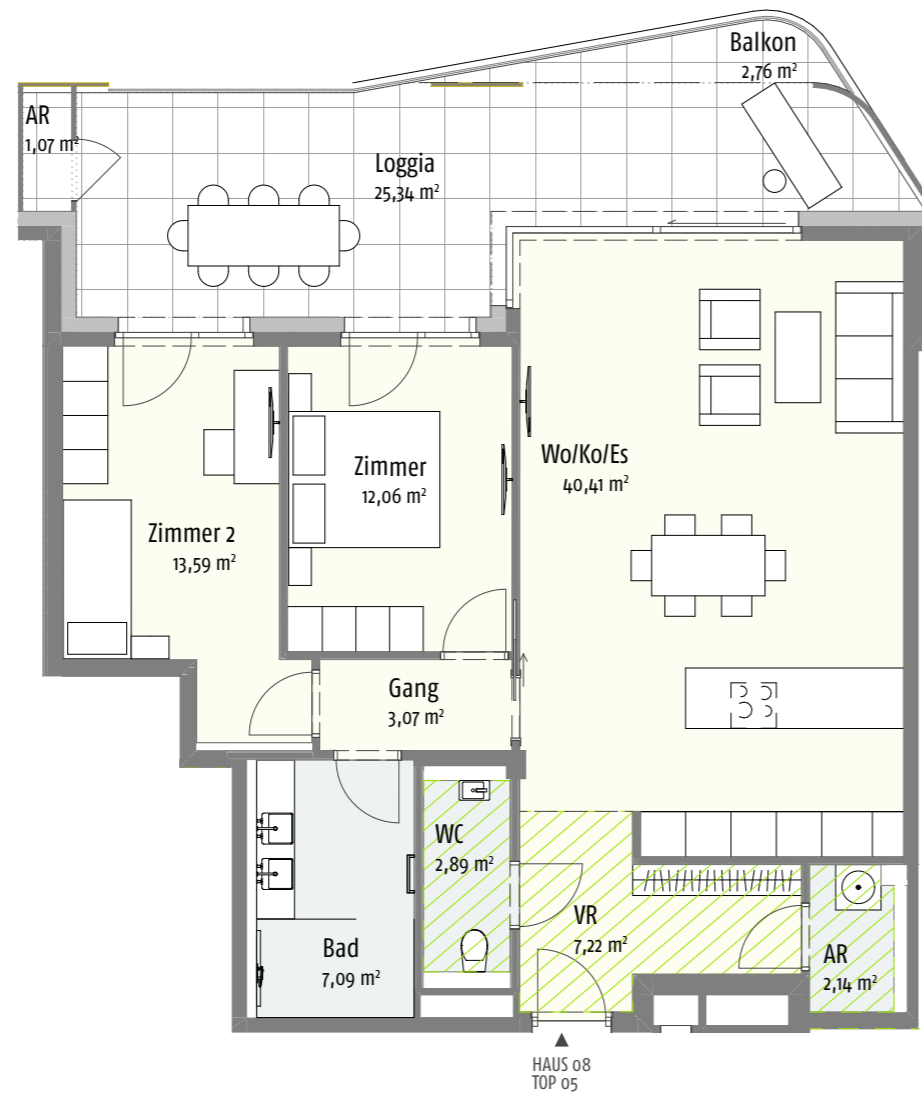 Balkon
2,76 m²
AR
1,07 m²
Loggia
25,34 m²
Wo/Ko/Es
40,41 m²
Zimmer
12,06 m²
Zimmer 2
13,59 m²
Gang
3,07 m²
WC
2,89 m²
VR
7,22 m²
Bad
7,09 m²
AR
2,14 m²
HAUS 08
TOP 05